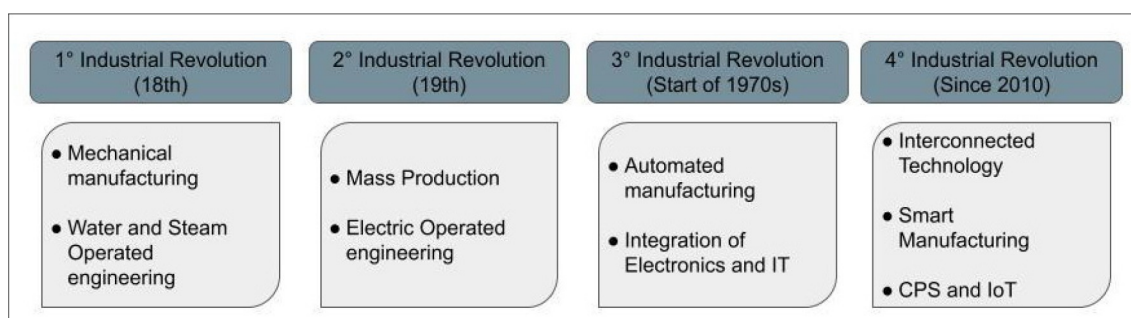 1° Industrial Revolution
(18th)
● Mechanical
manufacturing
● Water and Steam
Operated
engineering
2° Industrial Revolution
(19th)
● Mass Production
● Electric Operated
engineering
3° Industrial Revolution
(Start of 1970s)
● Automated
manufacturing
● Integration of
Electronics and IT
4° Industrial Revolution
(Since 2010)
● Interconnected
Technology
● Smart
Manufacturing
● CPS and IoT